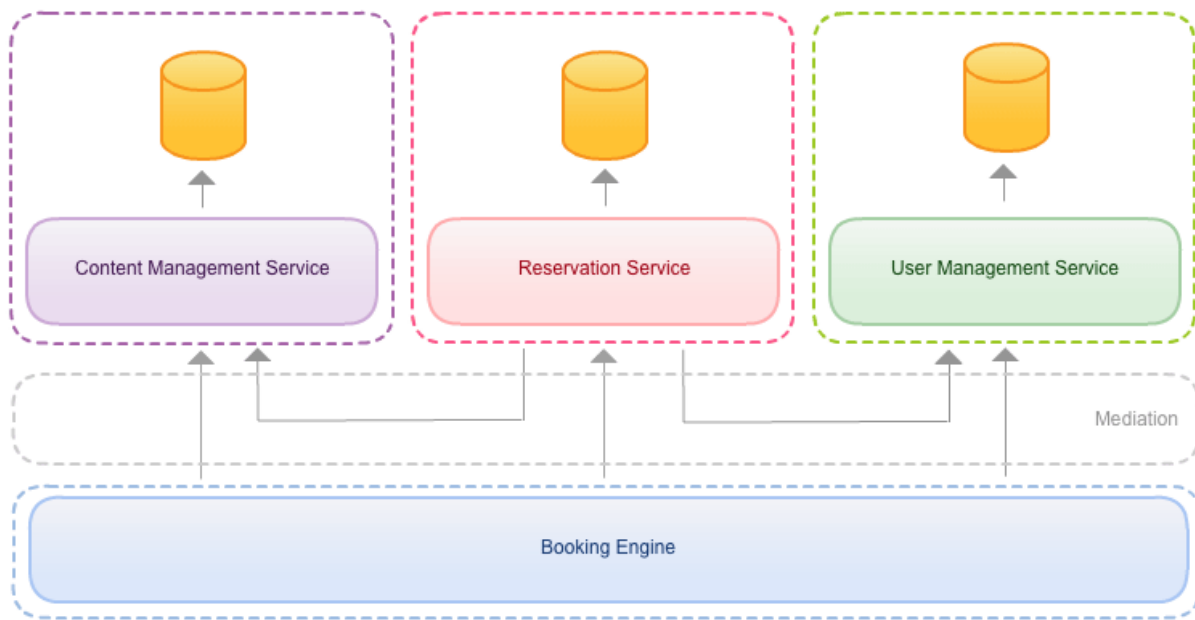 Content Management Service
Reservation Service
User Management Service
Mediation
Booking Engine